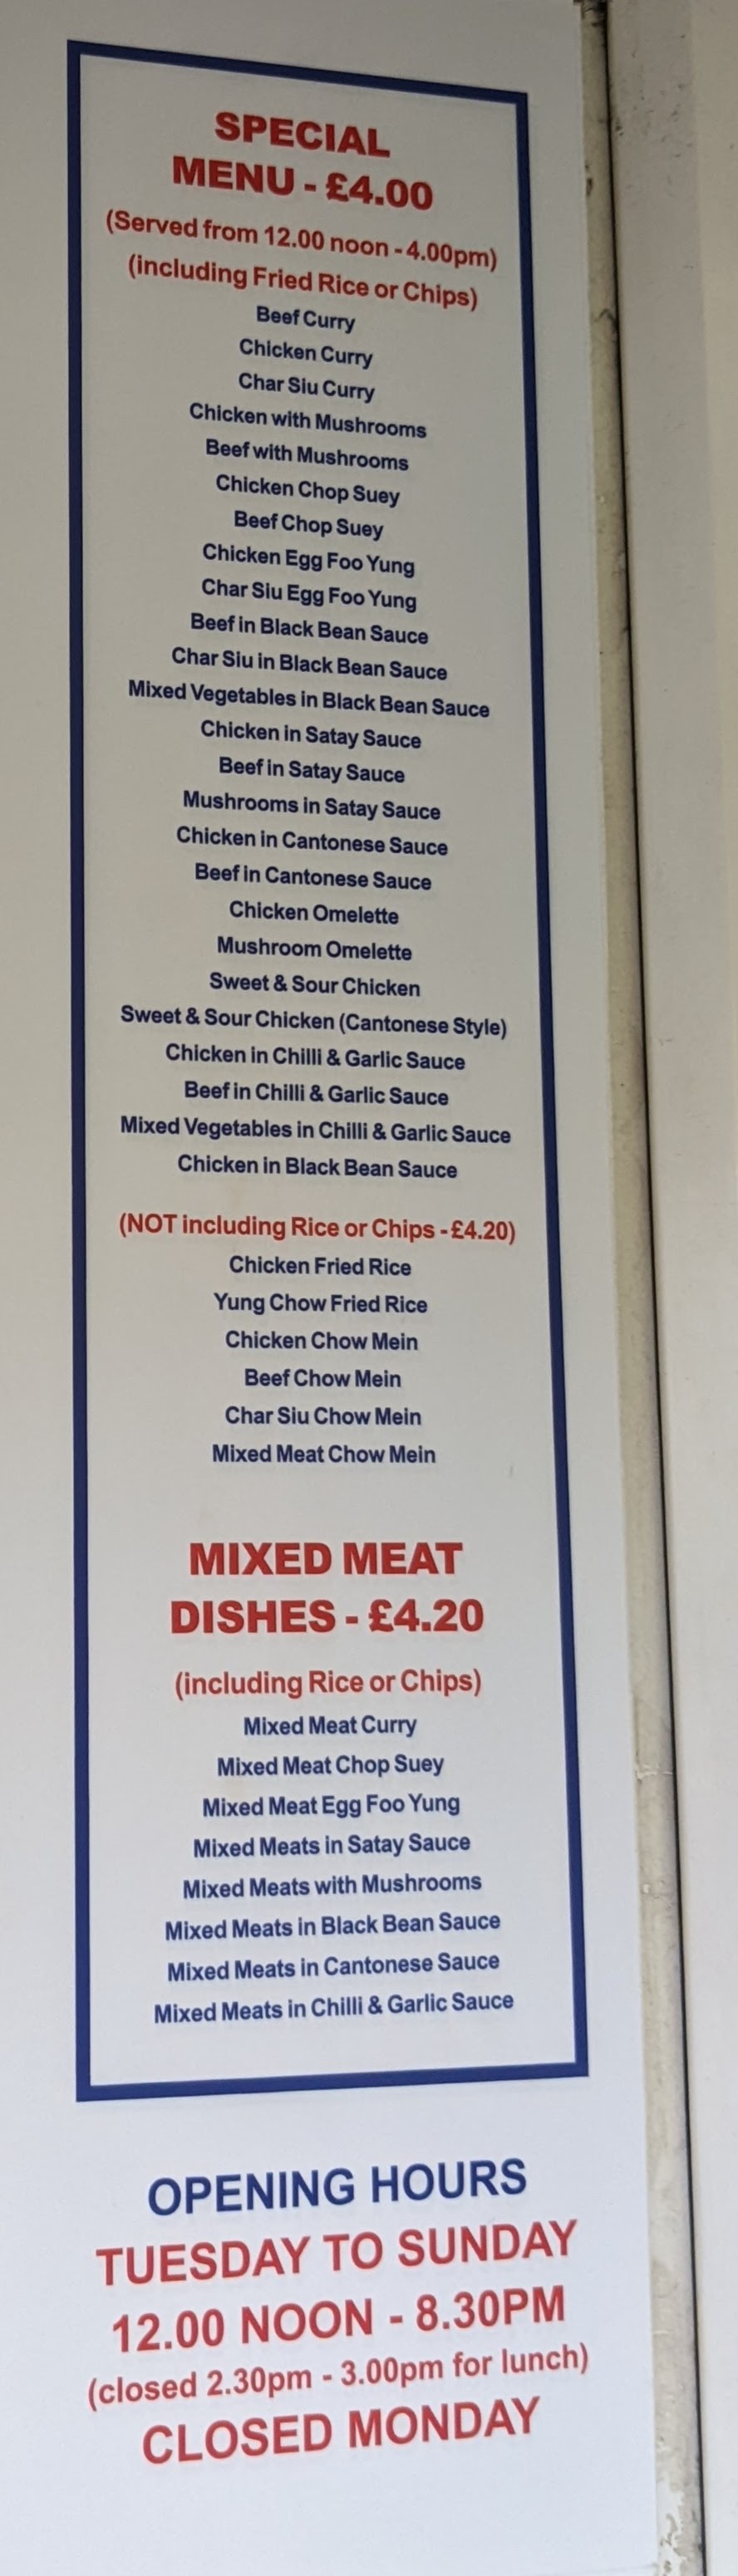 SPECIAL
MENU - £4.00
(Served from 12.00 noon - 4.00pm)
(including Fried Rice or Chips)
Beef Curry
Chicken Curry
Char Siu Curry
Chicken with Mushrooms
Beef with Mushrooms
Chicken Chop Suey
Beef Chop Suey
Chicken Egg Foo Yung
Char Siu Egg Foo Yung
Beef in Black Bean Sauce
Char Siu in Black Bean Sauce
Mixed Vegetables in Black Bean Sauce
Chicken in Satay Sauce
Beef in Satay Sauce
Mushrooms in Satay Sauce
Chicken in Cantonese Sauce
Beef in Cantonese Sauce
Chicken Omelette
Mushroom Omelette
Sweet & Sour Chicken
Sweet & Sour Chicken (Cantonese Style)
Chicken in Chilli & Garlic Sauce
Beef in Chilli & Garlic Sauce
Mixed Vegetables in Chilli & Garlic Sauce
Chicken in Black Bean Sauce
(NOT including Rice or Chips - £4.20)
Chicken Fried Rice
Yung Chow Fried Rice
Chicken Chow Mein
Beef Chow Mein
Char Siu Chow Mein
Mixed Meat Chow Mein
MIXED MEAT
DISHES - £4.20
(including Rice or Chips)
Mixed Meat Curry
Mixed Meat Chop Suey
Mixed Meat Egg Foo Yung
Mixed Meats in Satay Sauce
Mixed Meats with Mushrooms
Mixed Meats in Black Bean Sauce
Mixed Meats in Cantonese Sauce
Mixed Meats in Chilli & Garlic Sauce
OPENING HOURS
TUESDAY TO SUNDAY
12.00 NOON - 8.30PM
(closed 2.30pm - 3.00pm for lunch)
CLOSED MONDAY